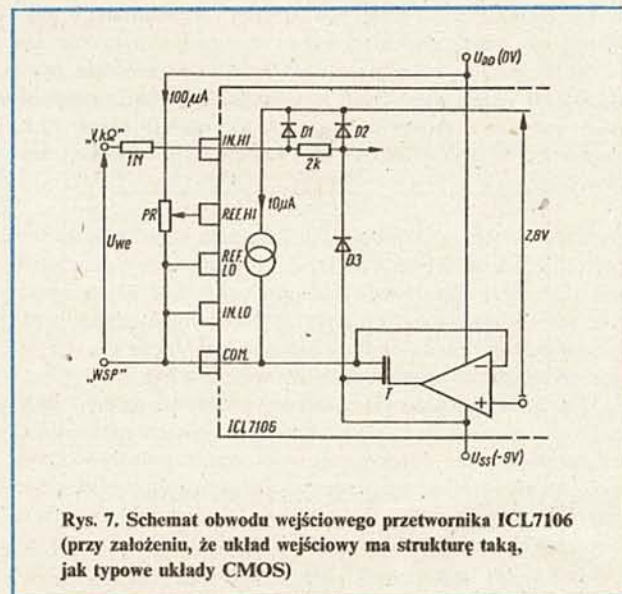 U_DD (0V)
100µA
„V,kΩ"
1M
IN.HI
D1
D2
2k
PR
REF.HI
10µA
2,8V
Uwe
REF.
LO
D3
IN.LO
„WSP"
COM.
T
−
+
ICL7106
U_SS (-9V)
Rys. 7. Schemat obwodu wejściowego przetwornika ICL7106
(przy założeniu, że układ wejściowy ma strukturę taką,
jak typowe układy CMOS)